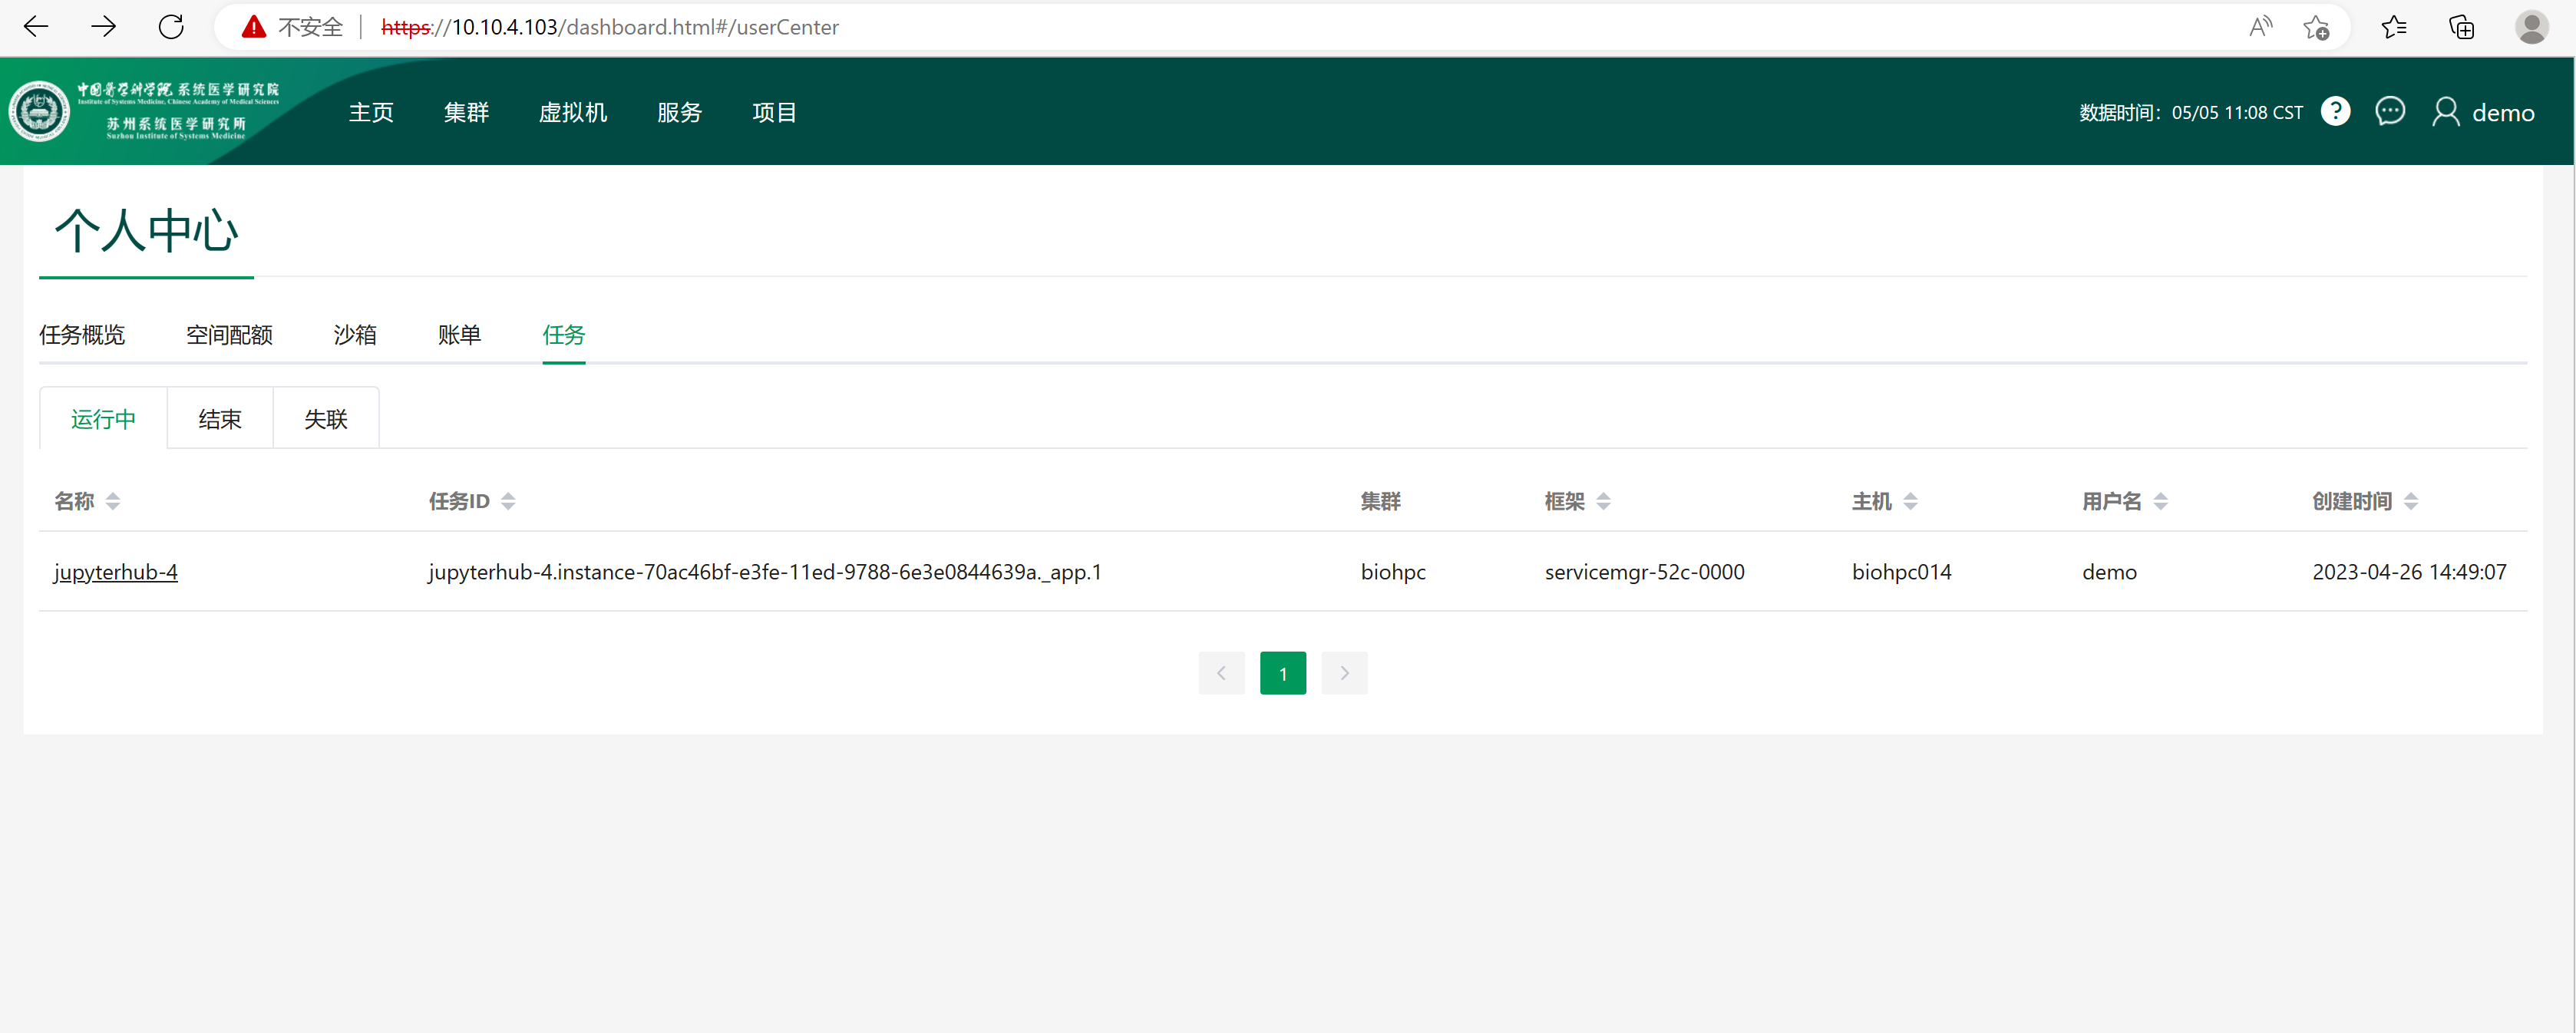 不安全 https://10.10.4.103/dashboard.html#/userCenter
中国医学科学院 系统医学研究院
Institute of Systems Medicine, Chinese Academy of Medical Sciences
苏州系统医学研究所
Suzhou Institute of Systems Medicine
主页 集群 虚拟机 服务 项目
数据时间：05/05 11:08 CST demo
个人中心
任务概览 空间配额 沙箱 账单 任务
运行中 结束 失联
名称 任务ID 集群 框架 主机 用户名 创建时间
jupyterhub-4 jupyterhub-4.instance-70ac46bf-e3fe-11ed-9788-6e3e0844639a._app.1 biohpc servicemgr-52c-0000 biohpc014 demo 2023-04-26 14:49:07
1